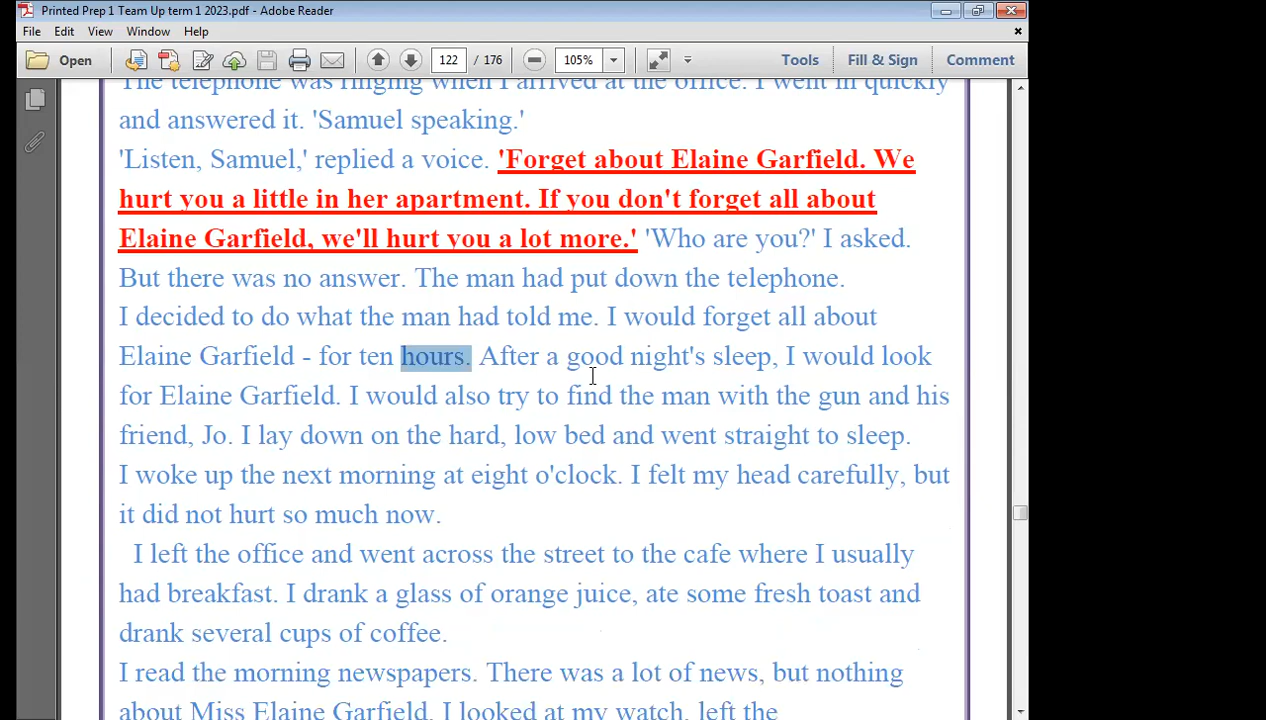 Printed Prep 1 Team Up term 1 2023.pdf - Adobe Reader
File Edit View Window Help
Open 122 / 176 105% Tools Fill & Sign Comment
The telephone was ringing when I arrived at the office. I went in quickly
and answered it. 'Samuel speaking.'
'Listen, Samuel,' replied a voice. 'Forget about Elaine Garfield. We
hurt you a little in her apartment. If you don't forget all about
Elaine Garfield, we'll hurt you a lot more.' 'Who are you?' I asked.
But there was no answer. The man had put down the telephone.
I decided to do what the man had told me. I would forget all about
Elaine Garfield - for ten hours. After a good night's sleep, I would look
for Elaine Garfield. I would also try to find the man with the gun and his
friend, Jo. I lay down on the hard, low bed and went straight to sleep.
I woke up the next morning at eight o'clock. I felt my head carefully, but
it did not hurt so much now.
I left the office and went across the street to the cafe where I usually
had breakfast. I drank a glass of orange juice, ate some fresh toast and
drank several cups of coffee.
I read the morning newspapers. There was a lot of news, but nothing
about Miss Elaine Garfield. I looked at my watch, left the